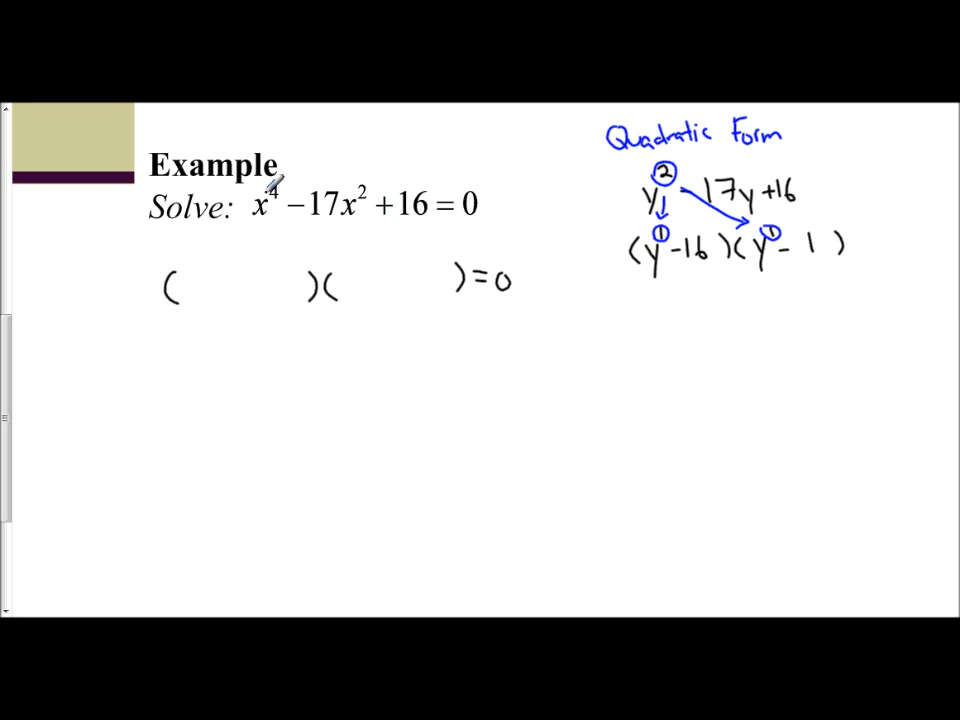 Example
Solve: x⁴ − 17x² + 16 = 0
(          )(          ) = 0
Quadratic Form
y² − 17y + 16
(y¹ − 16)(y¹ − 1)